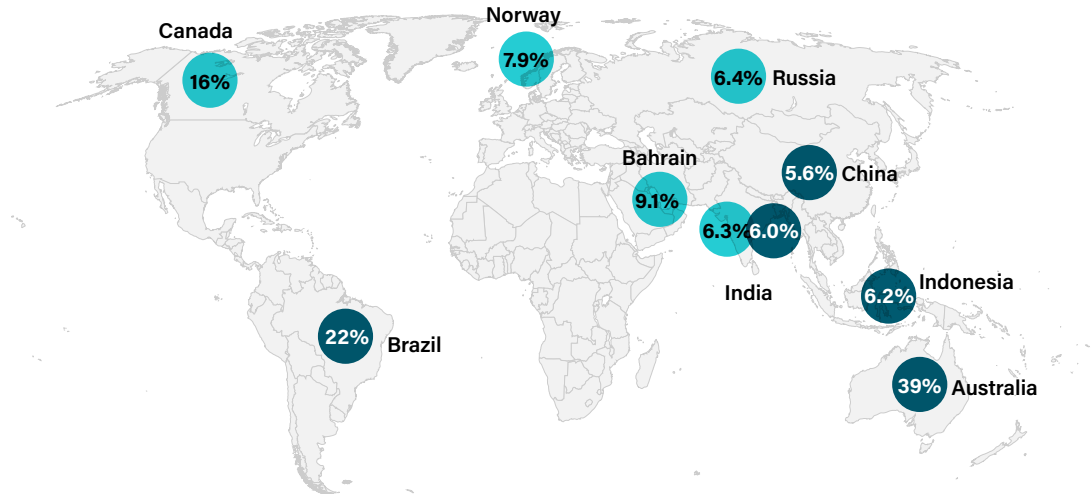 Norway
Canada
7.9%
16%
6.4% Russia
Bahrain
5.6% China
9.1%
6.3% 6.0%
India
Indonesia
6.2%
22% Brazil
39% Australia